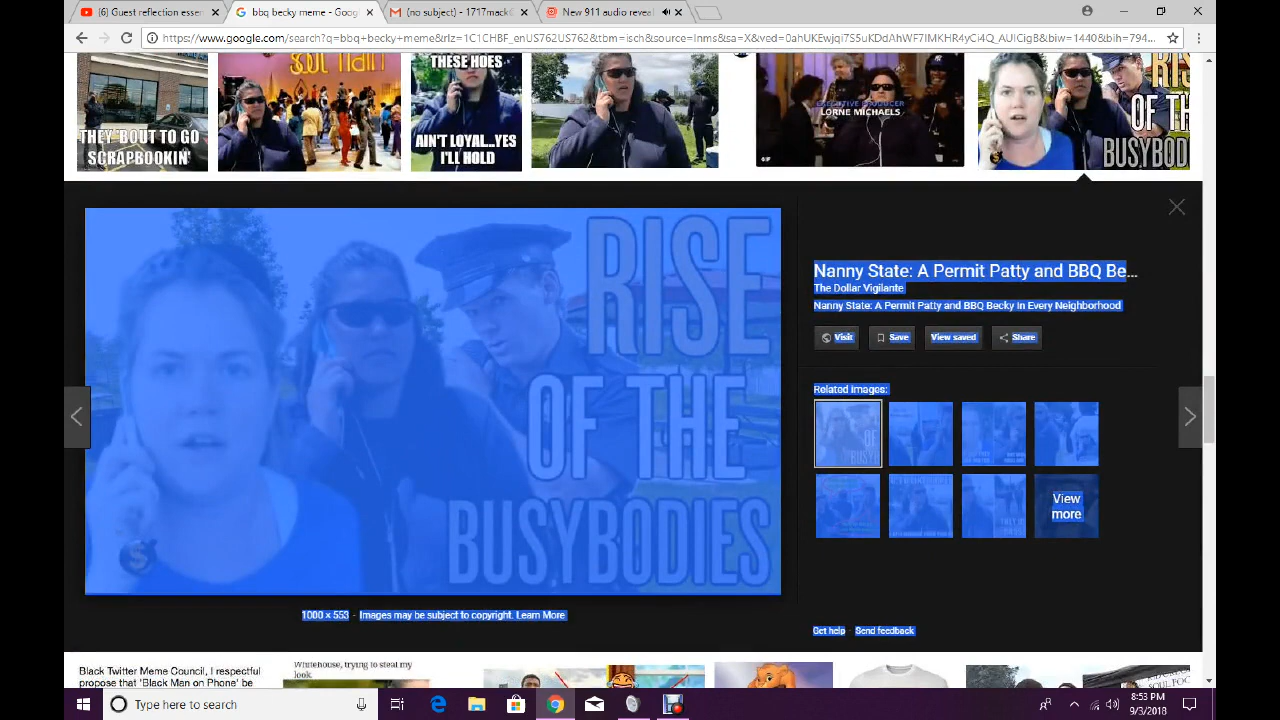 (6) Guest reflection esser
bbq becky meme - Goog
(no subject) - 1717mack
New 911 audio reveal
https://www.google.com/search?q=bbq+becky+meme&rlz=1C1CHBF_enUS762US762&tbm=isch&source=lnms&sa=X&ved=0ahUKEwjqi7S5uKDdAhWF7IMKHR4yCi4Q_AUICigB&biw=1440&bih=794...
THEY 'BOUT TO GO
SCRAPBOOKIN'
SOUL TRAIN
THESE HOES
AIN'T LOYAL...YES
I'LL HOLD
EXECUTIVE PRODUCER
LORNE MICHAELS
GIF
RIS
OF TH
BUSYBOD
RISE
OF THE
BUSYBODIES
$
Nanny State: A Permit Patty and BBQ Be...
The Dollar Vigilante
Nanny State: A Permit Patty and BBQ Becky In Every Neighborhood
Visit
Save
View saved
Share
Related images:
View
more
1000 × 553 - Images may be subject to copyright. Learn More
Get help - Send feedback
Black Twitter Meme Council, I respectful
propose that 'Black Man on Phone' be
Whitehouse, trying to steal my
look.
Type here to search
8:53 PM
9/3/2018